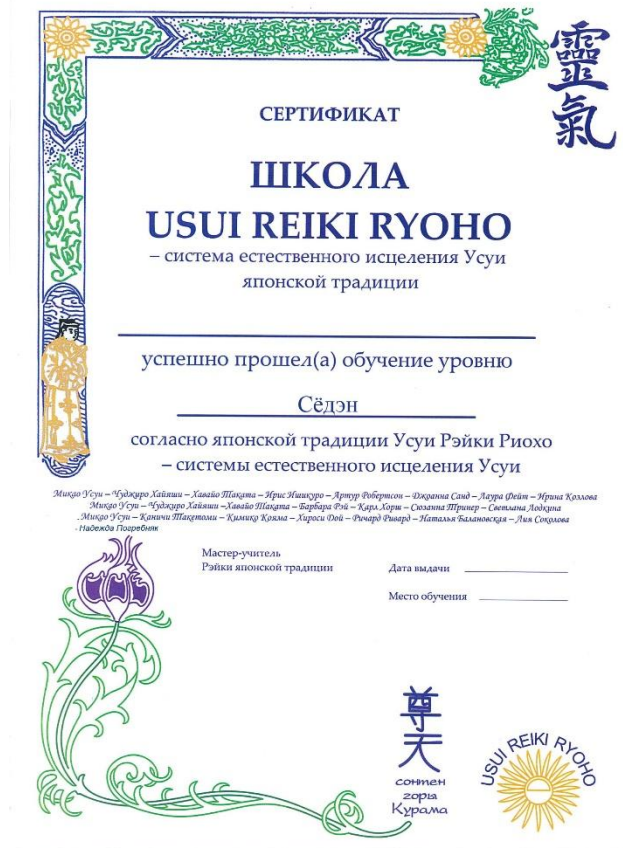 靈氣
СЕРТИФИКАТ
ШКОЛА
USUI REIKI RYOHO
– система естественного исцеления Усуи
японской традиции
успешно прошел(а) обучение уровню
Сёдэн
согласно японской традиции Усуи Рэйки Риохо
– системы естественного исцеления Усуи
Микао Усуи – Чуджиро Хайяши – Хавайо Таката – Ирис Ишикуро – Артур Робертсон – Джоанна Санд – Лаура Фейт – Ирина Козлова
Микао Усуи – Чуджиро Хайяши – Хавайо Таката – Барбара Рэй – Карл Хорш – Сюзанна Тринер – Светлана Лодкина
Микао Усуи – Каничи Такетоми – Кимико Кояма – Хироси Дой – Ричард Ривард – Наталья Балановская – Лия Соколова
- Надежда Погребняк
Мастер-учитель
Рэйки японской традиции
Дата выдачи
Место обучения
尊天
сонтен
горы
Курама
USUI REIKI RYOHO